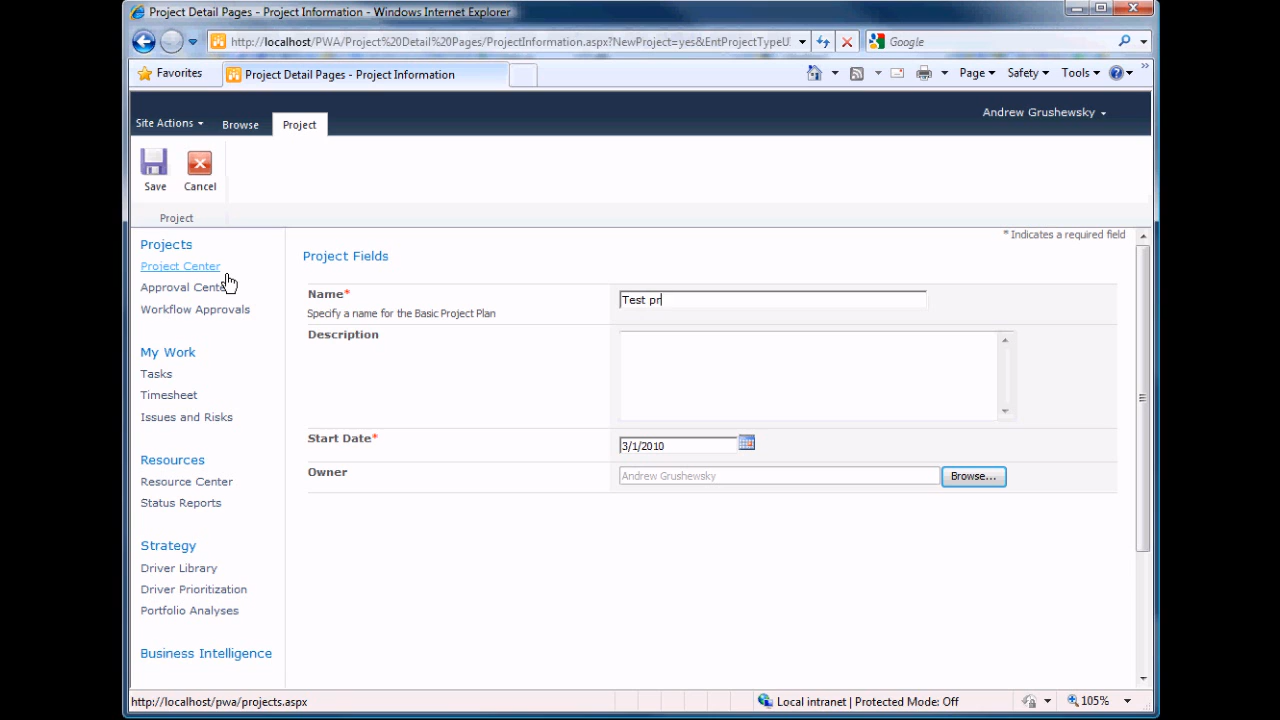 Project Detail Pages - Project Information - Windows Internet Explorer
http://localhost/PWA/Project%20Detail%20Pages/ProjectInformation.aspx?NewProject=yes&EntProjectTypeU
Google
Favorites
Project Detail Pages - Project Information
Page
Safety
Tools
Site Actions
Browse
Project
Andrew Grushewsky
Save
Cancel
Project
Projects
Project Center
Approval Cente
Workflow Approvals
My Work
Tasks
Timesheet
Issues and Risks
Resources
Resource Center
Status Reports
Strategy
Driver Library
Driver Prioritization
Portfolio Analyses
Business Intelligence
* Indicates a required field
Project Fields
Name*
Specify a name for the Basic Project Plan
Test pr
Description
Start Date*
3/1/2010
Owner
Andrew Grushewsky
Browse...
http://localhost/pwa/projects.aspx
Local intranet | Protected Mode: Off
105%